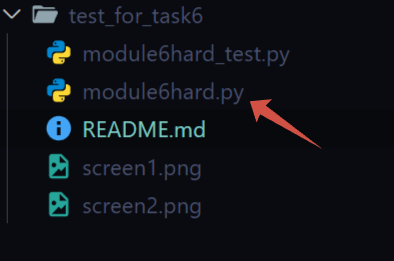 test_for_task6
module6hard_test.py
module6hard.py
README.md
screen1.png
screen2.png